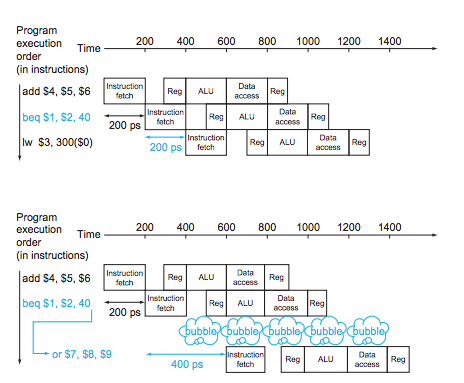 Program
execution
order
(in instructions)
Time
200 400 600 800 1000 1200 1400
add $4, $5, $6
Instruction fetch Reg ALU Data access Reg
beq $1, $2, 40
200 ps
Instruction fetch Reg ALU Data access Reg
lw $3, 300($0)
200 ps
Instruction fetch Reg ALU Data access Reg
Program
execution
order
(in instructions)
Time
200 400 600 800 1000 1200 1400
add $4, $5, $6
Instruction fetch Reg ALU Data access Reg
beq $1, $2, 40
200 ps
Instruction fetch Reg ALU Data access Reg
bubble bubble bubble bubble bubble
or $7, $8, $9
400 ps
Instruction fetch Reg ALU Data access Reg